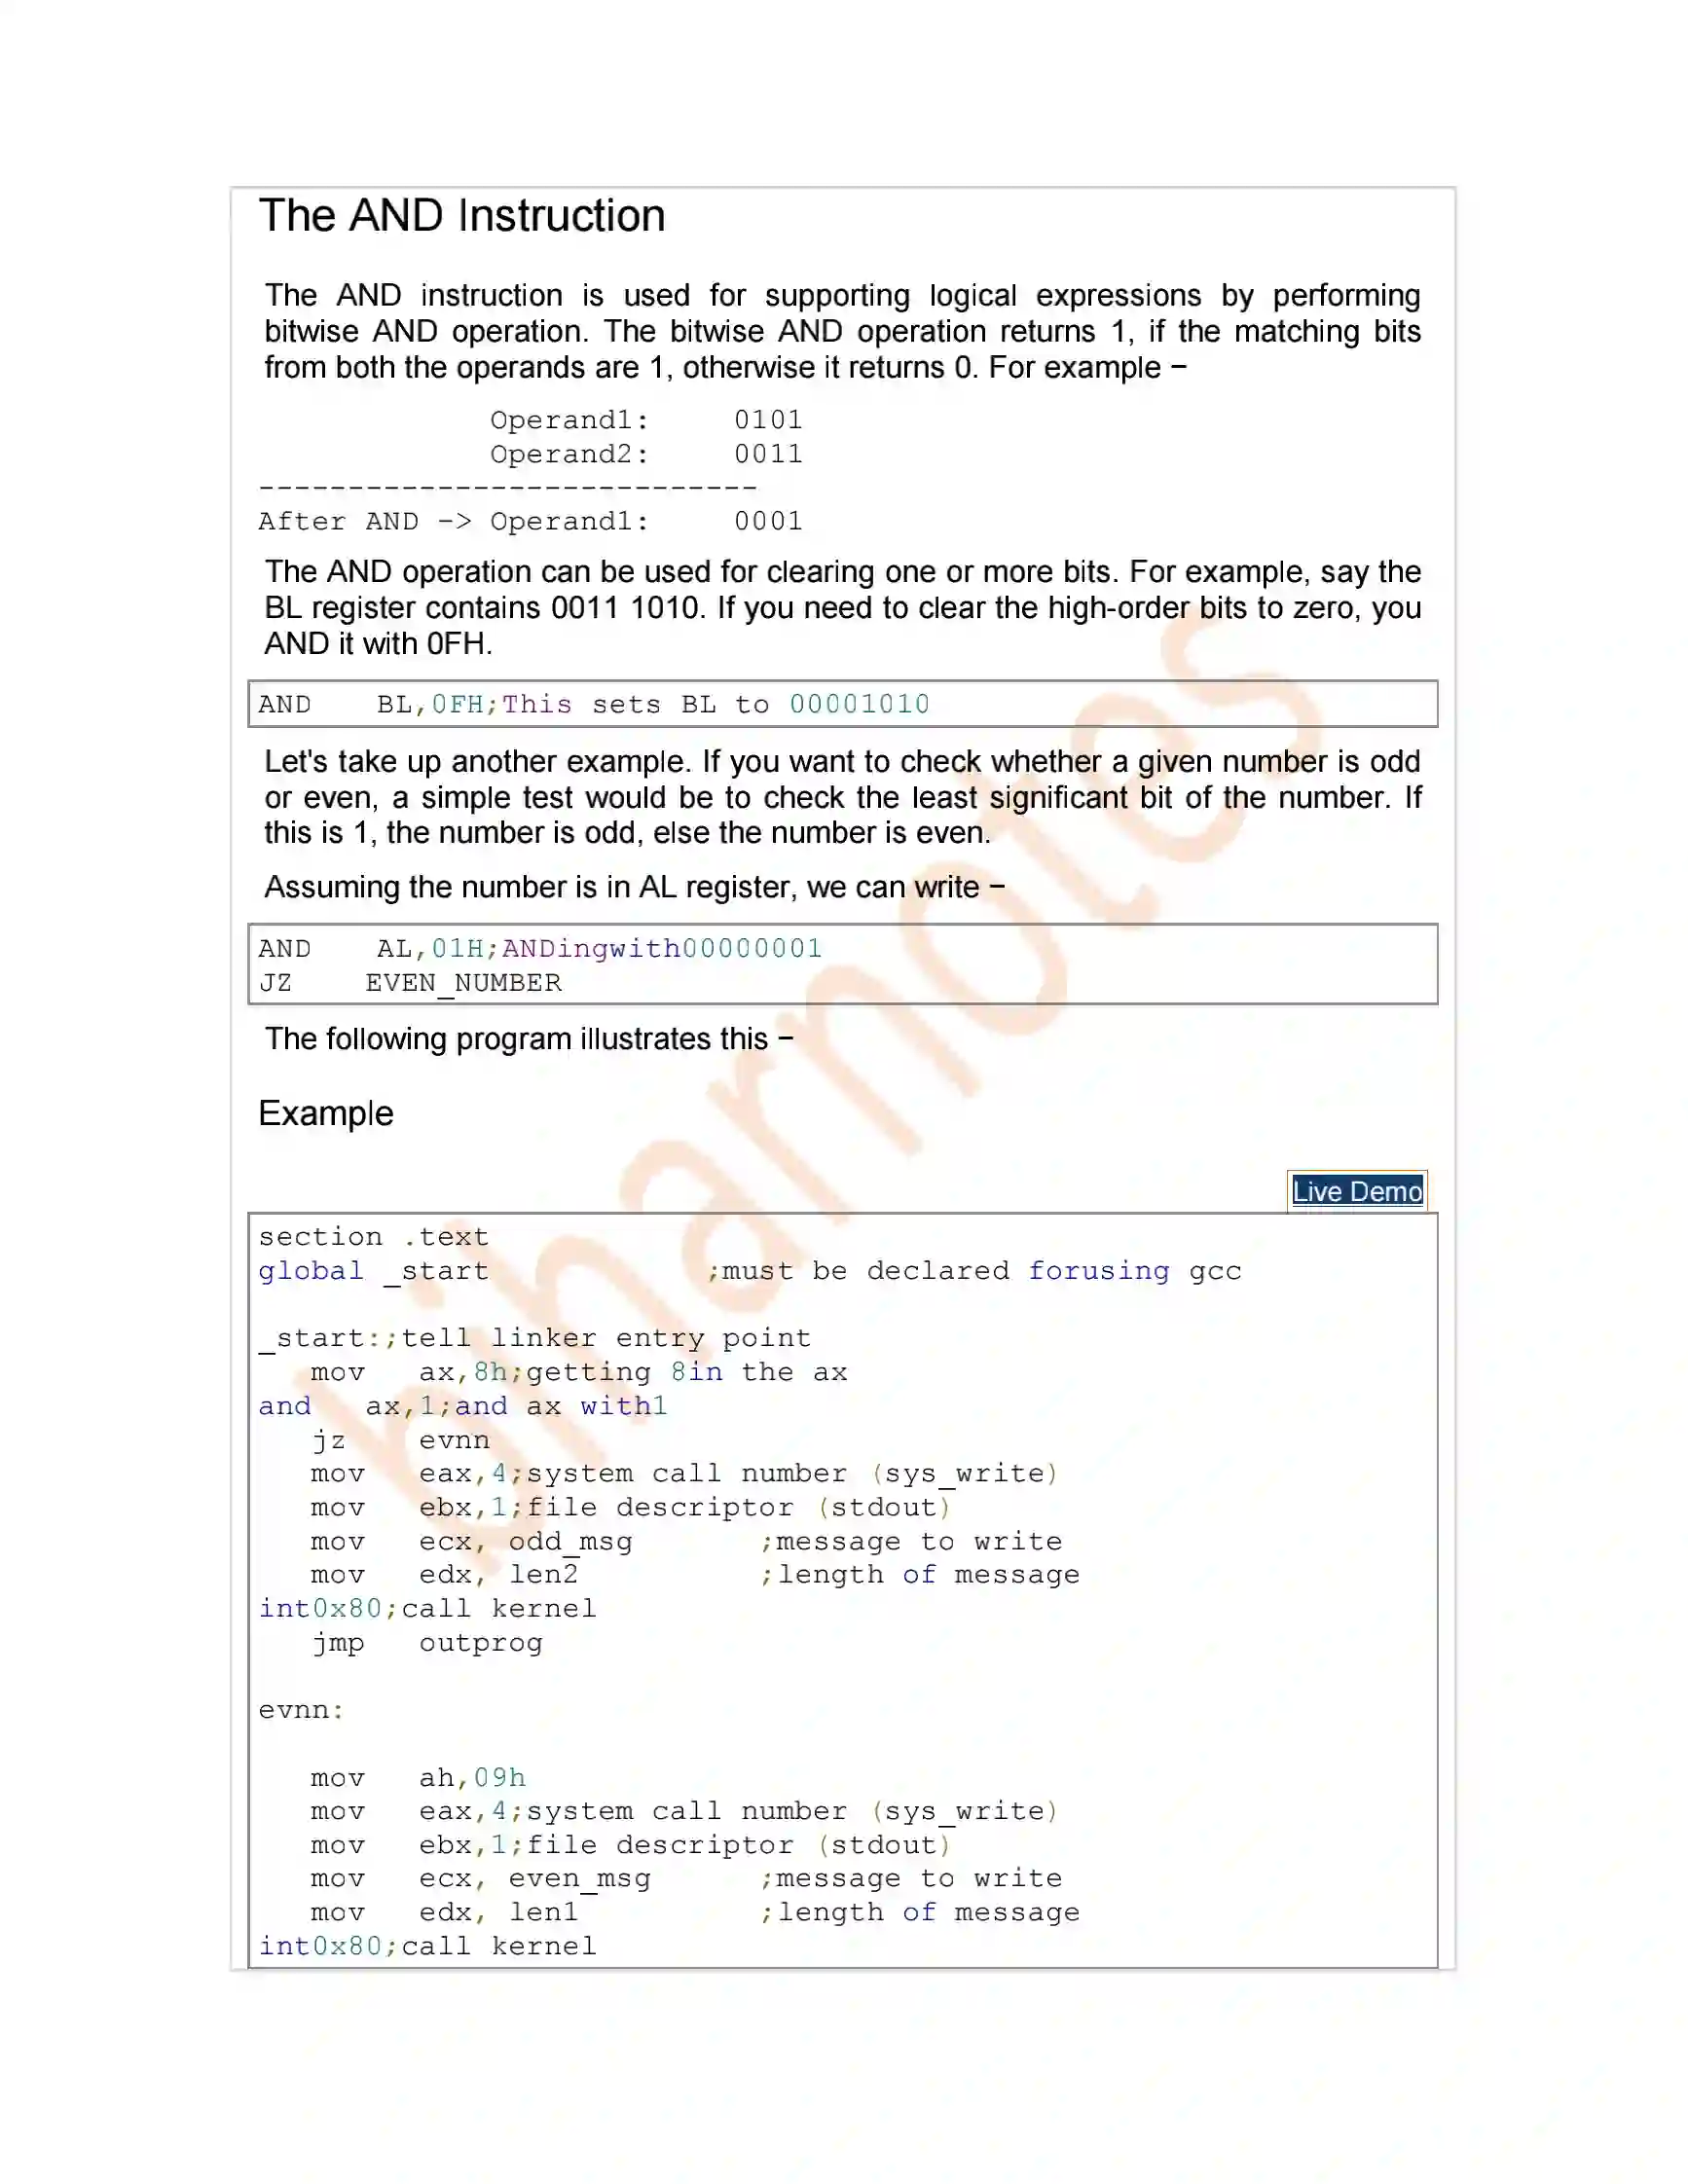 The AND Instruction
The AND instruction is used for supporting logical expressions by performing
bitwise AND operation. The bitwise AND operation returns 1, if the matching bits
from both the operands are 1, otherwise it returns 0. For example −
Operand1: 0101
Operand2: 0011
----------------------------
After AND -> Operand1: 0001
The AND operation can be used for clearing one or more bits. For example, say the
BL register contains 0011 1010. If you need to clear the high-order bits to zero, you
AND it with 0FH.
AND BL,0FH;This sets BL to 00001010
Let's take up another example. If you want to check whether a given number is odd
or even, a simple test would be to check the least significant bit of the number. If
this is 1, the number is odd, else the number is even.
Assuming the number is in AL register, we can write −
AND AL,01H;ANDingwith00000001
JZ EVEN_NUMBER
The following program illustrates this −
Example
Live Demo
section .text
global _start ;must be declared forusing gcc
_start:;tell linker entry point
mov ax,8h;getting 8in the ax
and ax,1;and ax with1
jz evnn
mov eax,4;system call number (sys_write)
mov ebx,1;file descriptor (stdout)
mov ecx, odd_msg ;message to write
mov edx, len2 ;length of message
int0x80;call kernel
jmp outprog
evnn:
mov ah,09h
mov eax,4;system call number (sys_write)
mov ebx,1;file descriptor (stdout)
mov ecx, even_msg ;message to write
mov edx, len1 ;length of message
int0x80;call kernel
biharnotes